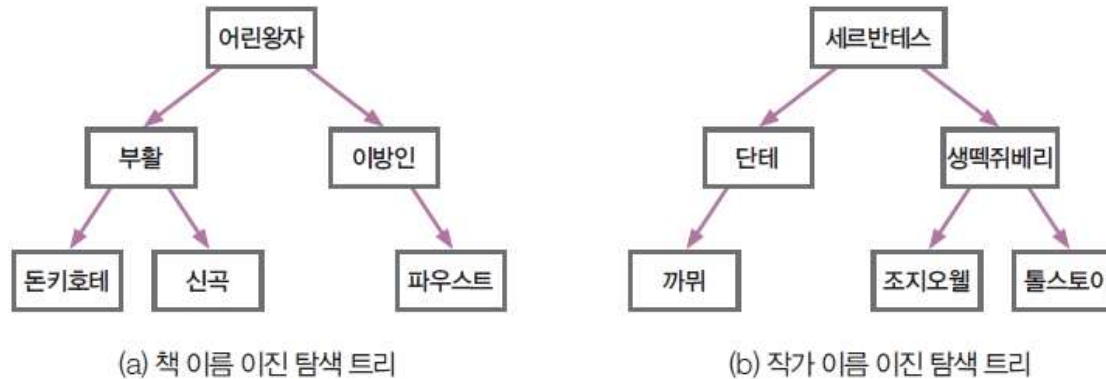 어린왕자
세르반테스
부활
이방인
단테
생떽쥐베리
돈키호테
신곡
파우스트
까뮈
조지오웰
톨스토이
(a) 책 이름 이진 탐색 트리
(b) 작가 이름 이진 탐색 트리